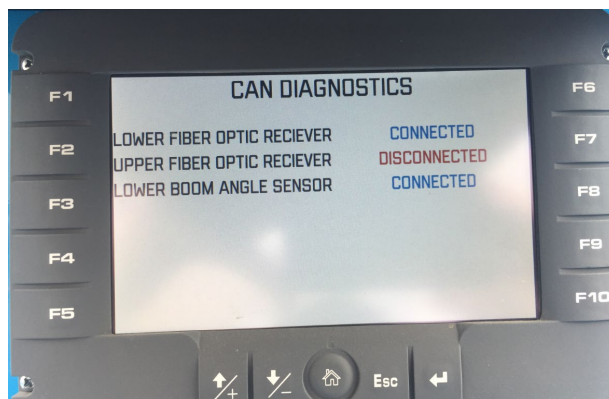 CAN DIAGNOSTICS
LOWER FIBER OPTIC RECIEVER CONNECTED
UPPER FIBER OPTIC RECIEVER DISCONNECTED
LOWER BOOM ANGLE SENSOR CONNECTED
F1
F2
F3
F4
F5
F6
F7
F8
F9
F10
+
-
Esc